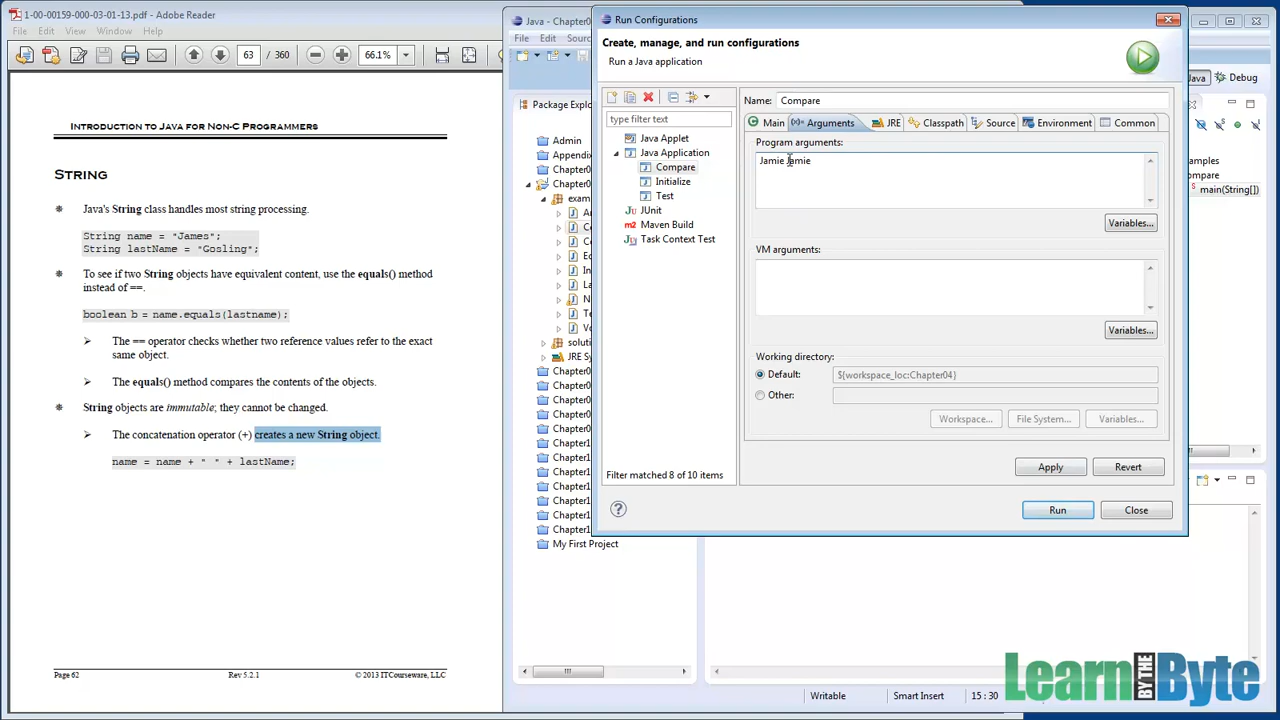 1-00-00159-000-03-01-13.pdf - Adobe Reader
File Edit View Window Help
63 / 360 66.1%
INTRODUCTION TO JAVA FOR NON-C PROGRAMMERS
STRING
Java's String class handles most string processing.
String name = "James";
String lastName = "Gosling";
To see if two String objects have equivalent content, use the equals() method
instead of ==.
boolean b = name.equals(lastname);
The == operator checks whether two reference values refer to the exact
same object.
The equals() method compares the contents of the objects.
String objects are immutable; they cannot be changed.
The concatenation operator (+) creates a new String object.
name = name + " " + lastName;
Page 62 Rev 5.2.1 © 2013 ITCourseware, LLC
Java - Chapter0
File Edit Sourc
Package Explo
Admin
Appendix
Chapter0
Chapter0
exam
solutio
JRE Sy
Chapter0
Chapter0
Chapter0
Chapter0
Chapter0
Chapter1
Chapter1
Chapter1
Chapter1
Chapter1
Chapter1
My First Project
Run Configurations
Create, manage, and run configurations
Run a Java application
type filter text
Java Applet
Java Application
Compare
Initialize
Test
JUnit
Maven Build
Task Context Test
Filter matched 8 of 10 items
Name: Compare
Main Arguments JRE Classpath Source Environment Common
Program arguments:
Jamie Jamie
Variables...
VM arguments:
Variables...
Working directory:
Default: ${workspace_loc:Chapter04}
Other:
Workspace... File System... Variables...
Apply Revert
Run Close
Java Debug
amples
ompare
main(String[])
Writable Smart Insert 15 : 30
Learn BY THE Byte